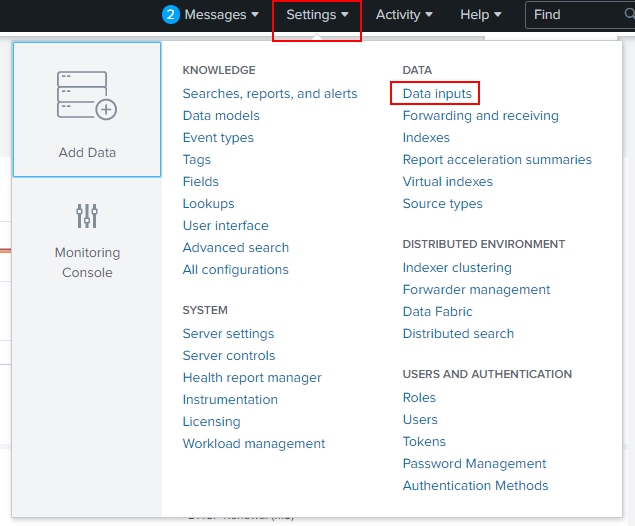 2 Messages Settings Activity Help Find
Add Data
Monitoring
Console
KNOWLEDGE
Searches, reports, and alerts
Data models
Event types
Tags
Fields
Lookups
User interface
Advanced search
All configurations
SYSTEM
Server settings
Server controls
Health report manager
Instrumentation
Licensing
Workload management
DATA
Data inputs
Forwarding and receiving
Indexes
Report acceleration summaries
Virtual indexes
Source types
DISTRIBUTED ENVIRONMENT
Indexer clustering
Forwarder management
Data Fabric
Distributed search
USERS AND AUTHENTICATION
Roles
Users
Tokens
Password Management
Authentication Methods